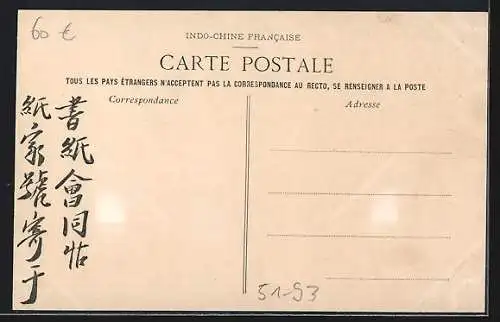 60 €
INDO-CHINE FRANÇAISE
CARTE POSTALE
TOUS LES PAYS ÉTRANGERS N'ACCEPTENT PAS LA CORRESPONDANCE AU RECTO, SE RENSEIGNER A LA POSTE
Correspondance
Adresse
書紙會同帖
紙家號寄于
51-93